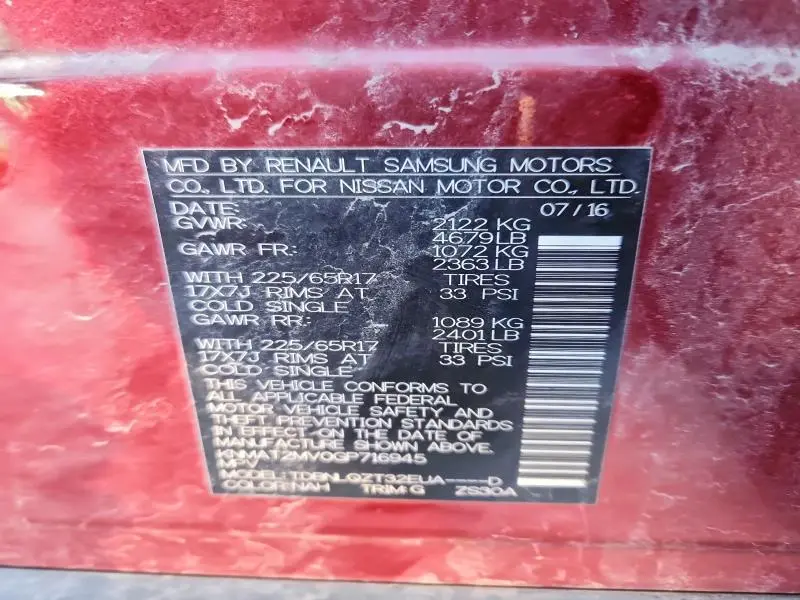 MFD BY RENAULT SAMSUNG MOTORS
CO., LTD. FOR NISSAN MOTOR CO., LTD.
DATE: 07/16
GVWR: 2122 KG
4679 LB
GAWR FR.: 1072 KG
2363 LB
WITH 225/65R17 TIRES
17X7J RIMS AT 33 PSI
COLD SINGLE
GAWR RR.: 1089 KG
2401 LB
WITH 225/65R17 TIRES
17X7J RIMS AT 33 PSI
COLD SINGLE
THIS VEHICLE CONFORMS TO
ALL APPLICABLE FEDERAL
MOTOR VEHICLE SAFETY AND
THEFT PREVENTION STANDARDS
IN EFFECT ON THE DATE OF
MANUFACTURE SHOWN ABOVE.
KNMAT2MV0GP716945
MPV
MODEL: TDBNLQZT32EUA----D
COLOR: NAH TRIM: G ZS30A